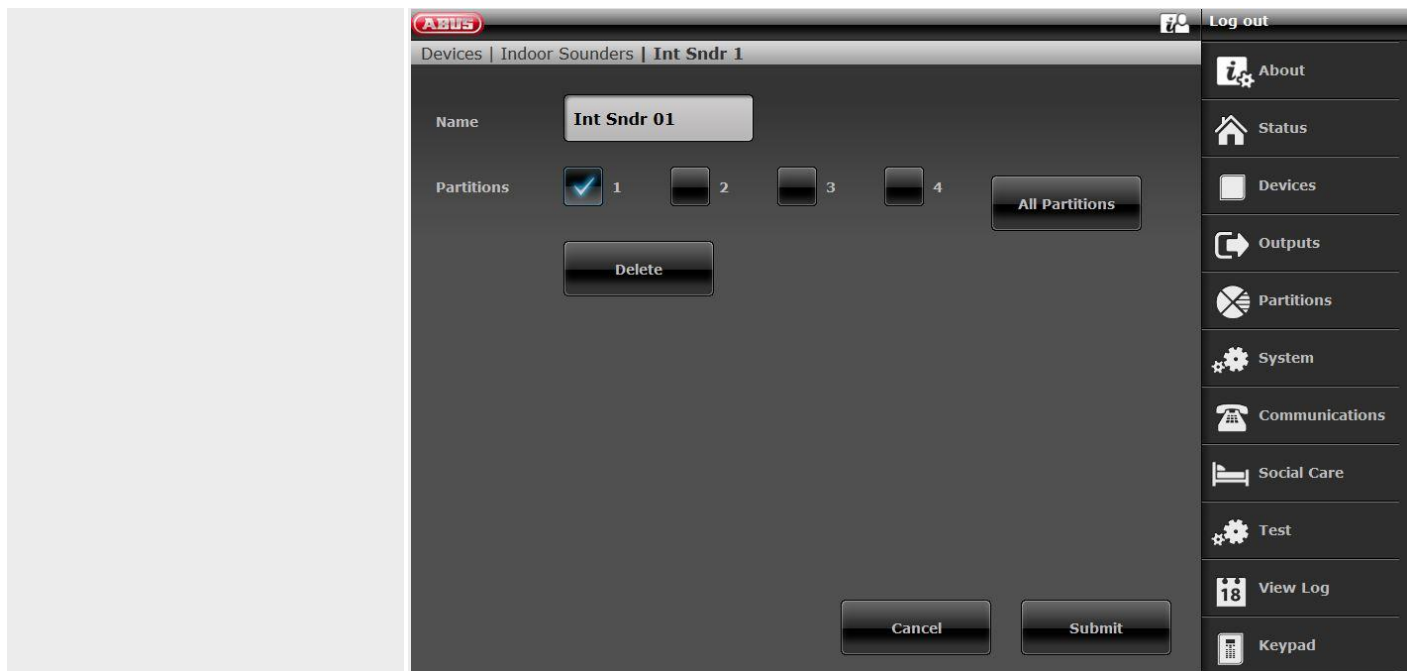 ABUS
Log out
Devices | Indoor Sounders | Int Sndr 1
Name
Int Sndr 01
Partitions
1
2
3
4
All Partitions
Delete
Cancel
Submit
About
Status
Devices
Outputs
Partitions
System
Communications
Social Care
Test
18
View Log
Keypad